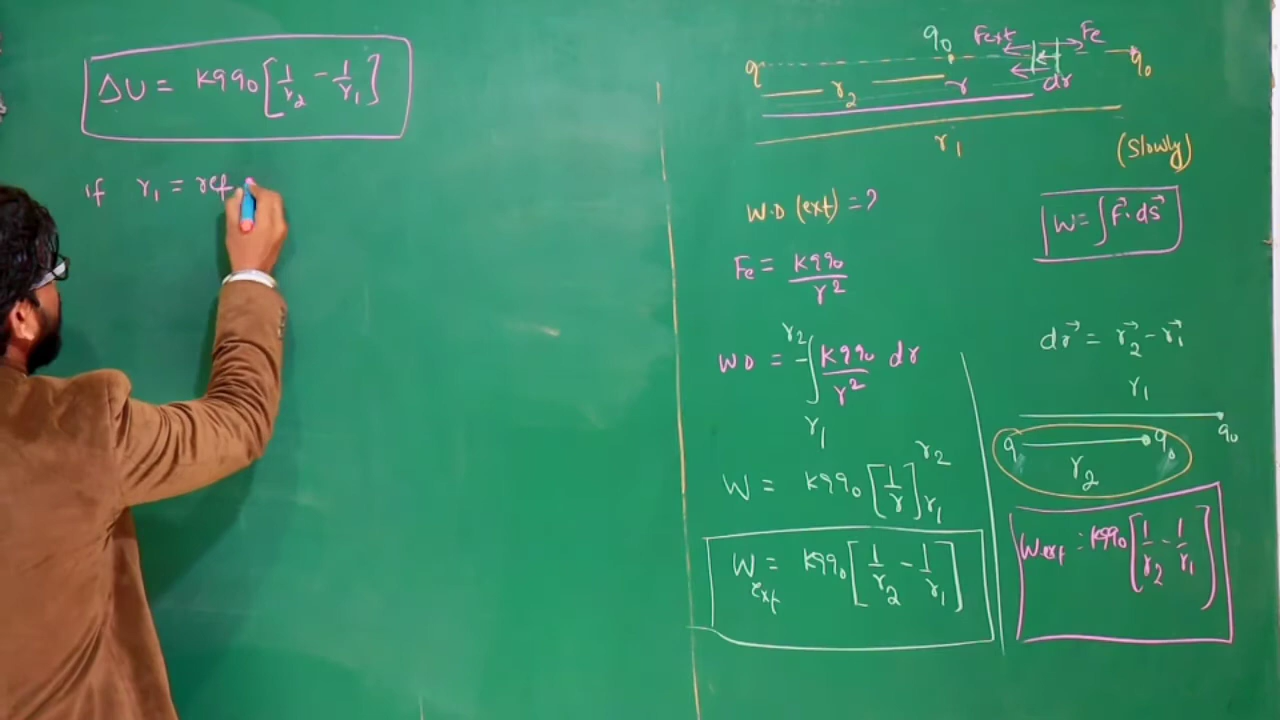 ΔU = Kqq₀[1/r₂ - 1/r₁]
if r₁ = ref
q r₂ q₀ r Fext Fe dr q₀
r₁
(Slowly)
W.D (ext) = ?
W = ∫F⃗·ds⃗
Fe = Kqq₀/r²
WD = -∫ r₂ r₁ Kqq₀/r² dr
dr⃗ = r⃗₂ - r⃗₁
r₁
q q₀ q₀
r₂
W = Kqq₀[1/r] r₂ r₁
W ext = Kqq₀[1/r₂ - 1/r₁]
Wext = Kqq₀[1/r₂ - 1/r₁]